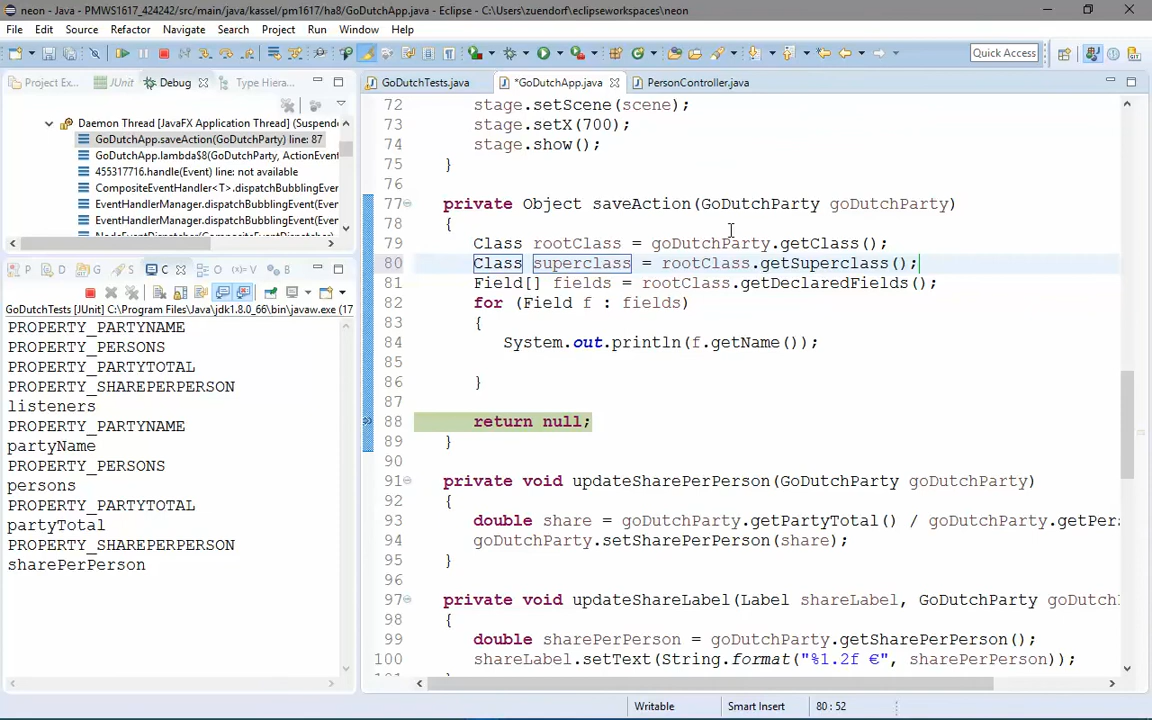 neon - Java - PMWS1617_424242/src/main/java/kassel/pm1617/ha8/GoDutchApp.java - Eclipse - C:\Users\zuendorf\eclipseworkspaces\neon
File Edit Source Refactor Navigate Search Project Run Window Help
Quick Access
Project Ex... JUnit Debug Type Hiera...
Daemon Thread [JavaFX Application Thread] (Suspend
GoDutchApp.saveAction(GoDutchParty) line: 87
GoDutchApp.lambda$8(GoDutchParty, ActionEvent
455317716.handle(Event) line: not available
CompositeEventHandler<T>.dispatchBubblingEve
EventHandlerManager.dispatchBubblingEvent(Eve
EventHandlerManager.dispatchBubblingEvent(Eve
P @ J D S C E V B
GoDutchTests [JUnit] C:\Program Files\Java\jdk1.8.0_66\bin\javaw.exe (17
PROPERTY_PARTYNAME
PROPERTY_PERSONS
PROPERTY_PARTYTOTAL
PROPERTY_SHAREPERPERSON
listeners
PROPERTY_PARTYNAME
partyName
PROPERTY_PERSONS
persons
PROPERTY_PARTYTOTAL
partyTotal
PROPERTY_SHAREPERPERSON
sharePerPerson
GoDutchTests.java *GoDutchApp.java PersonController.java
72 stage.setScene(scene);
73 stage.setX(700);
74 stage.show();
75 }
76
77 private Object saveAction(GoDutchParty goDutchParty)
78 {
79 Class rootClass = goDutchParty.getClass();
80 Class superclass = rootClass.getSuperclass();
81 Field[] fields = rootClass.getDeclaredFields();
82 for (Field f : fields)
83 {
84 System.out.println(f.getName());
85
86 }
87
88 return null;
89 }
90
91 private void updateSharePerPerson(GoDutchParty goDutchParty)
92 {
93 double share = goDutchParty.getPartyTotal() / goDutchParty.getPer
94 goDutchParty.setSharePerPerson(share);
95 }
96
97 private void updateShareLabel(Label shareLabel, GoDutchParty goDutch
98 {
99 double sharePerPerson = goDutchParty.getSharePerPerson();
100 shareLabel.setText(String.format("%1.2f €", sharePerPerson));
Writable Smart Insert 80 : 52